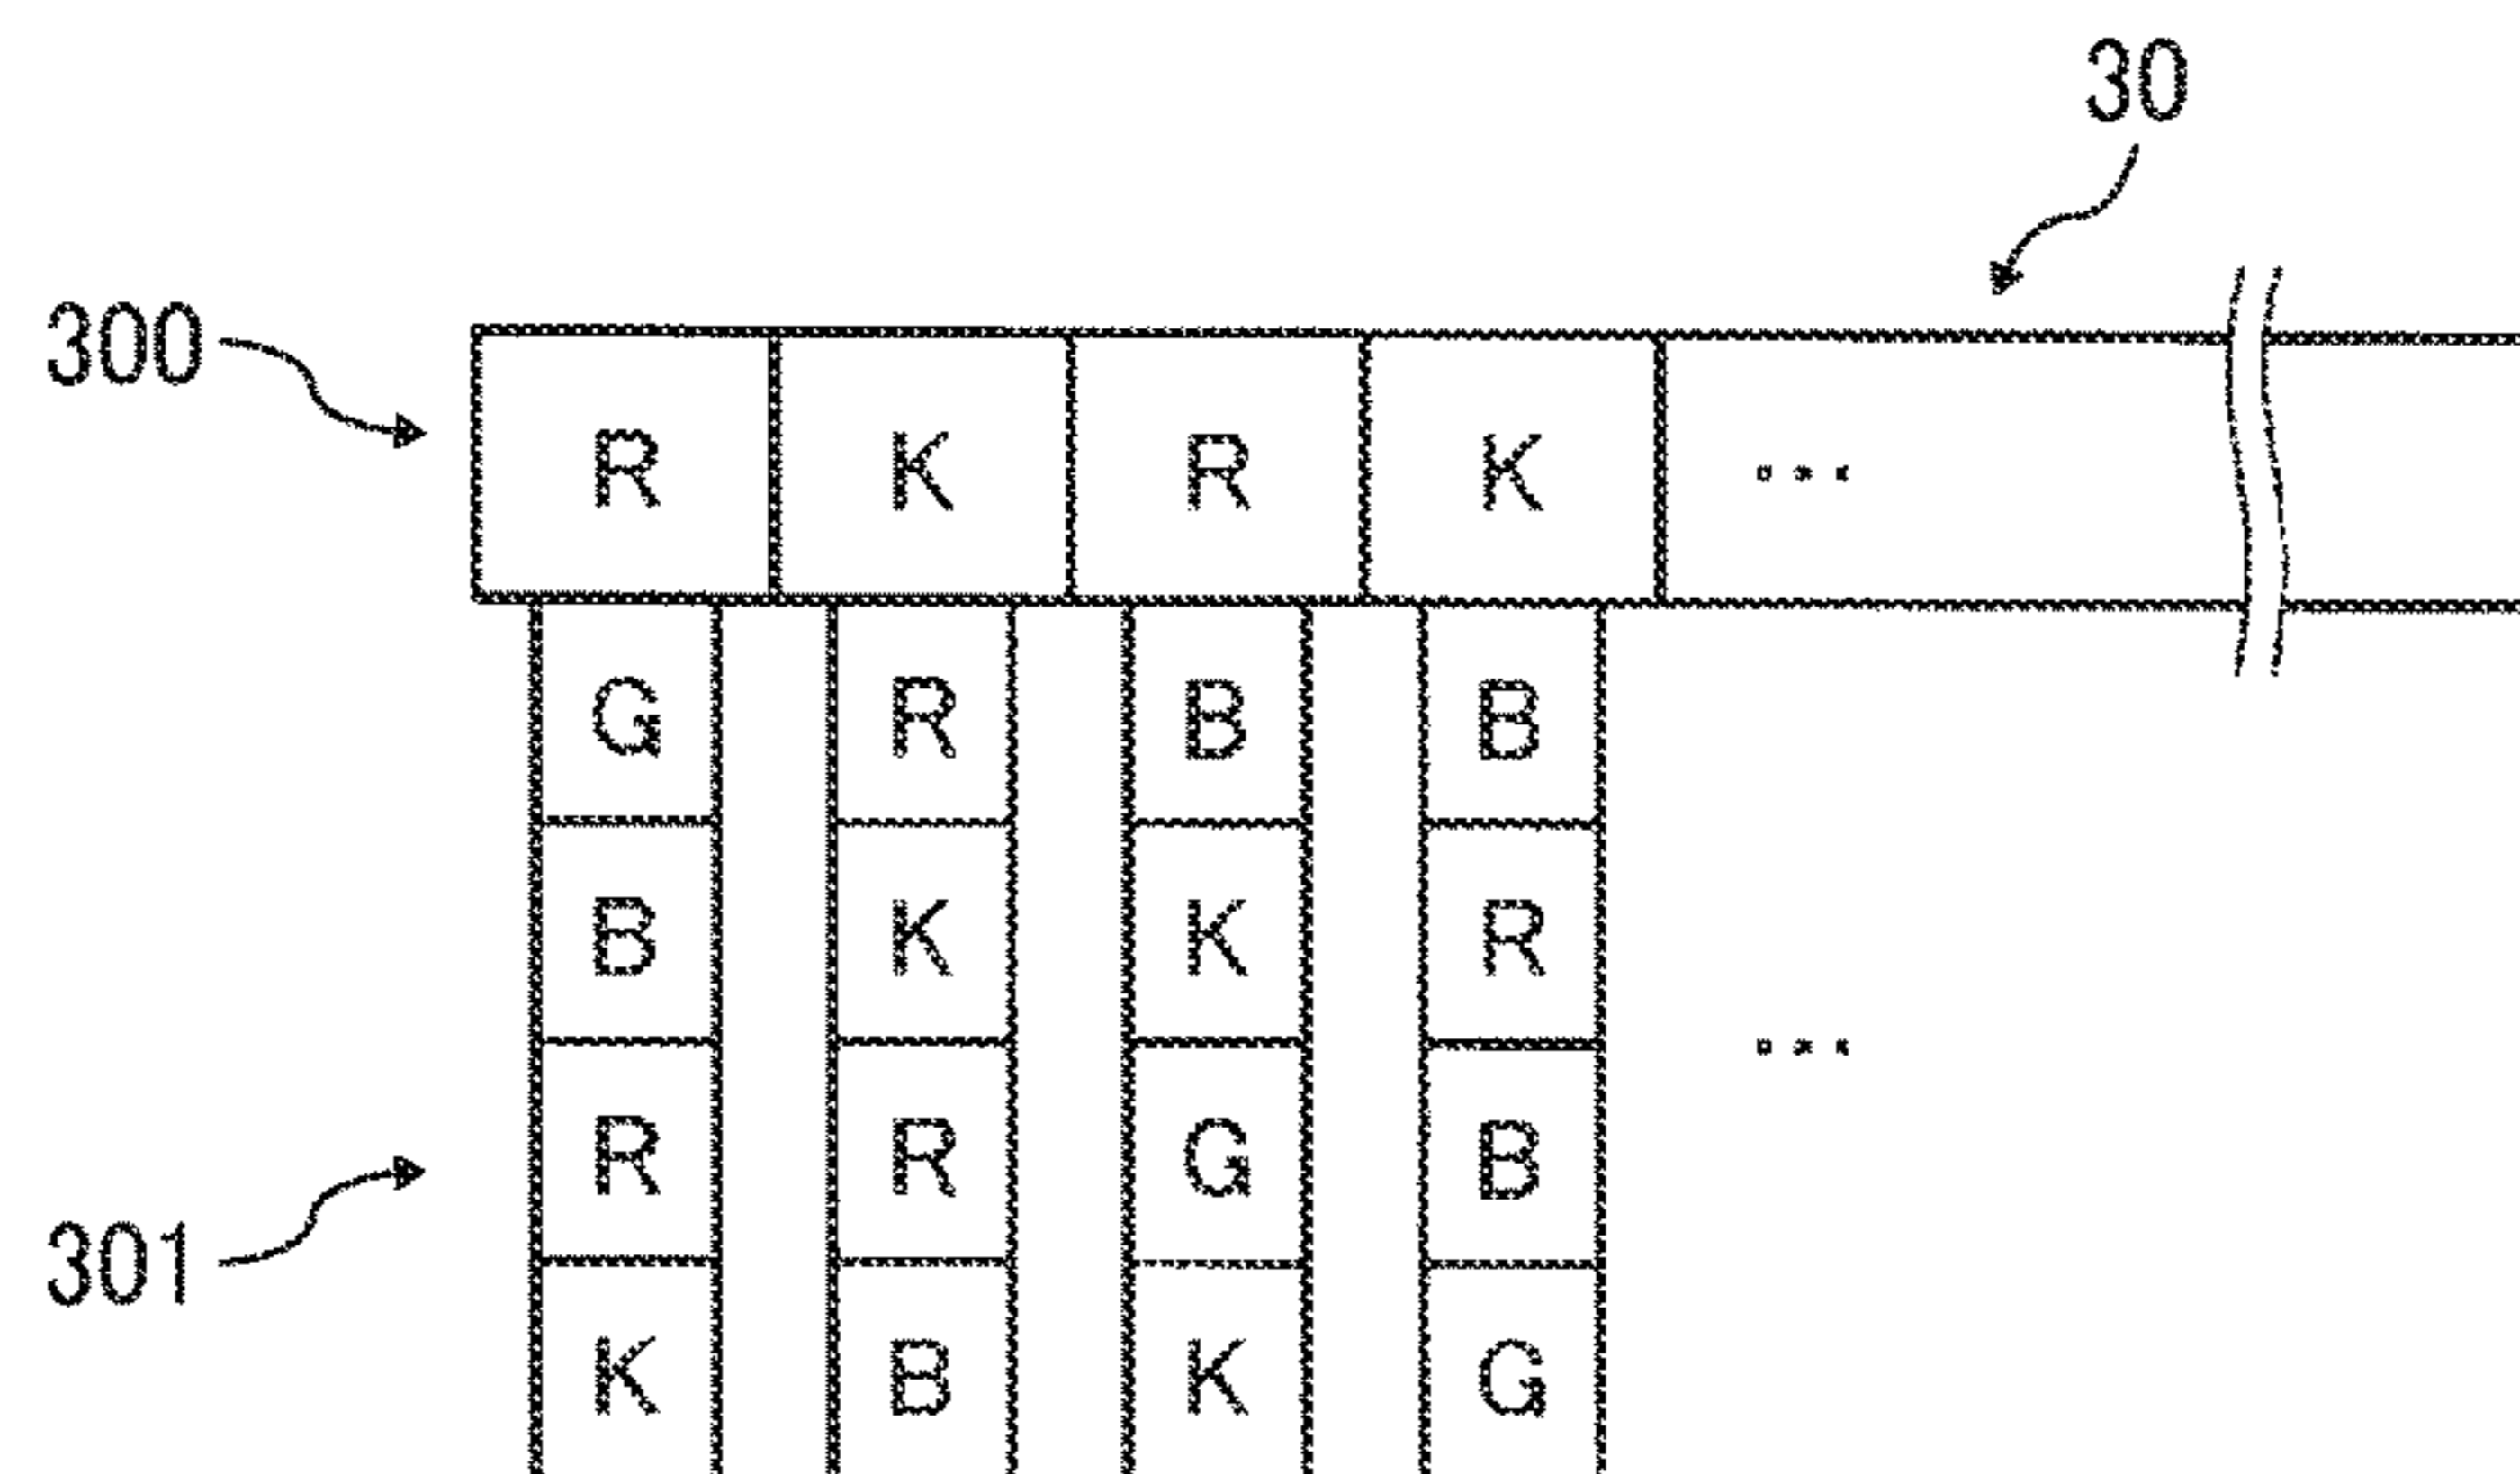 30
300
R K R K ...
G R B B
B K K R
...
R R G B
301
K B K G